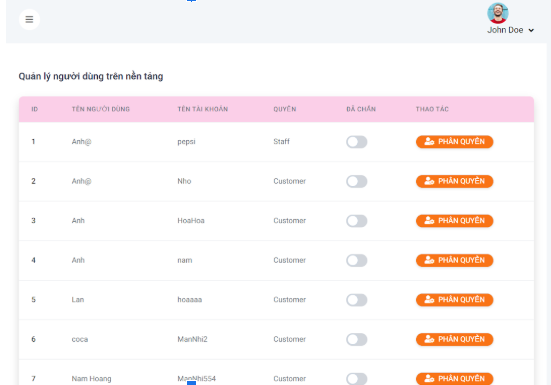 John Doe
Quản lý người dùng trên nền tảng
ID TÊN NGƯỜI DÙNG TÊN TÀI KHOẢN QUYỀN ĐÃ CHẶN THAO TÁC
1 Anh@ pepsi Staff PHÂN QUYỀN
2 Anh@ Nho Customer PHÂN QUYỀN
3 Anh HoaHoa Customer PHÂN QUYỀN
4 Anh nam Customer PHÂN QUYỀN
5 Lan hoaaaa Customer PHÂN QUYỀN
6 coca ManNhi2 Customer PHÂN QUYỀN
7 Nam Hoang ManNhi554 Customer PHÂN QUYỀN